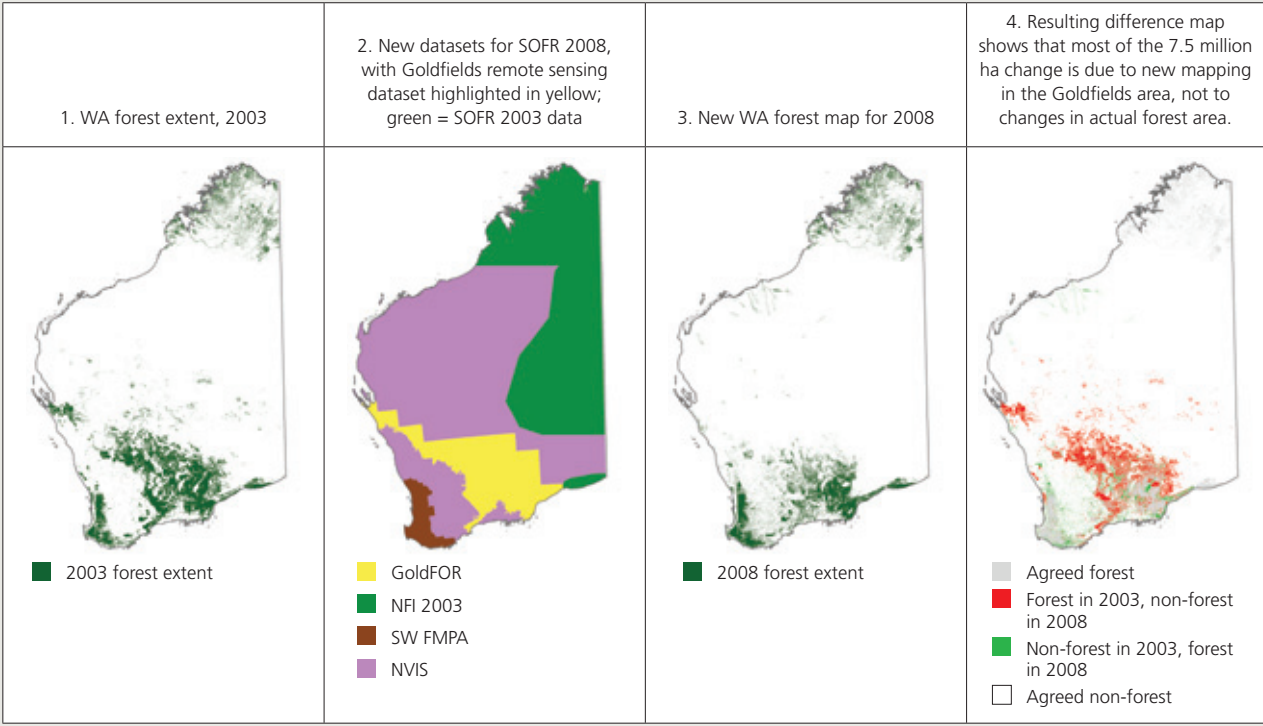 1. WA forest extent, 2003
2. New datasets for SOFR 2008,
with Goldfields remote sensing
dataset highlighted in yellow;
green = SOFR 2003 data
3. New WA forest map for 2008
4. Resulting difference map
shows that most of the 7.5 million
ha change is due to new mapping
in the Goldfields area, not to
changes in actual forest area.
2003 forest extent
GoldFOR
NFI 2003
SW FMPA
NVIS
2008 forest extent
Agreed forest
Forest in 2003, non-forest
in 2008
Non-forest in 2003, forest
in 2008
Agreed non-forest